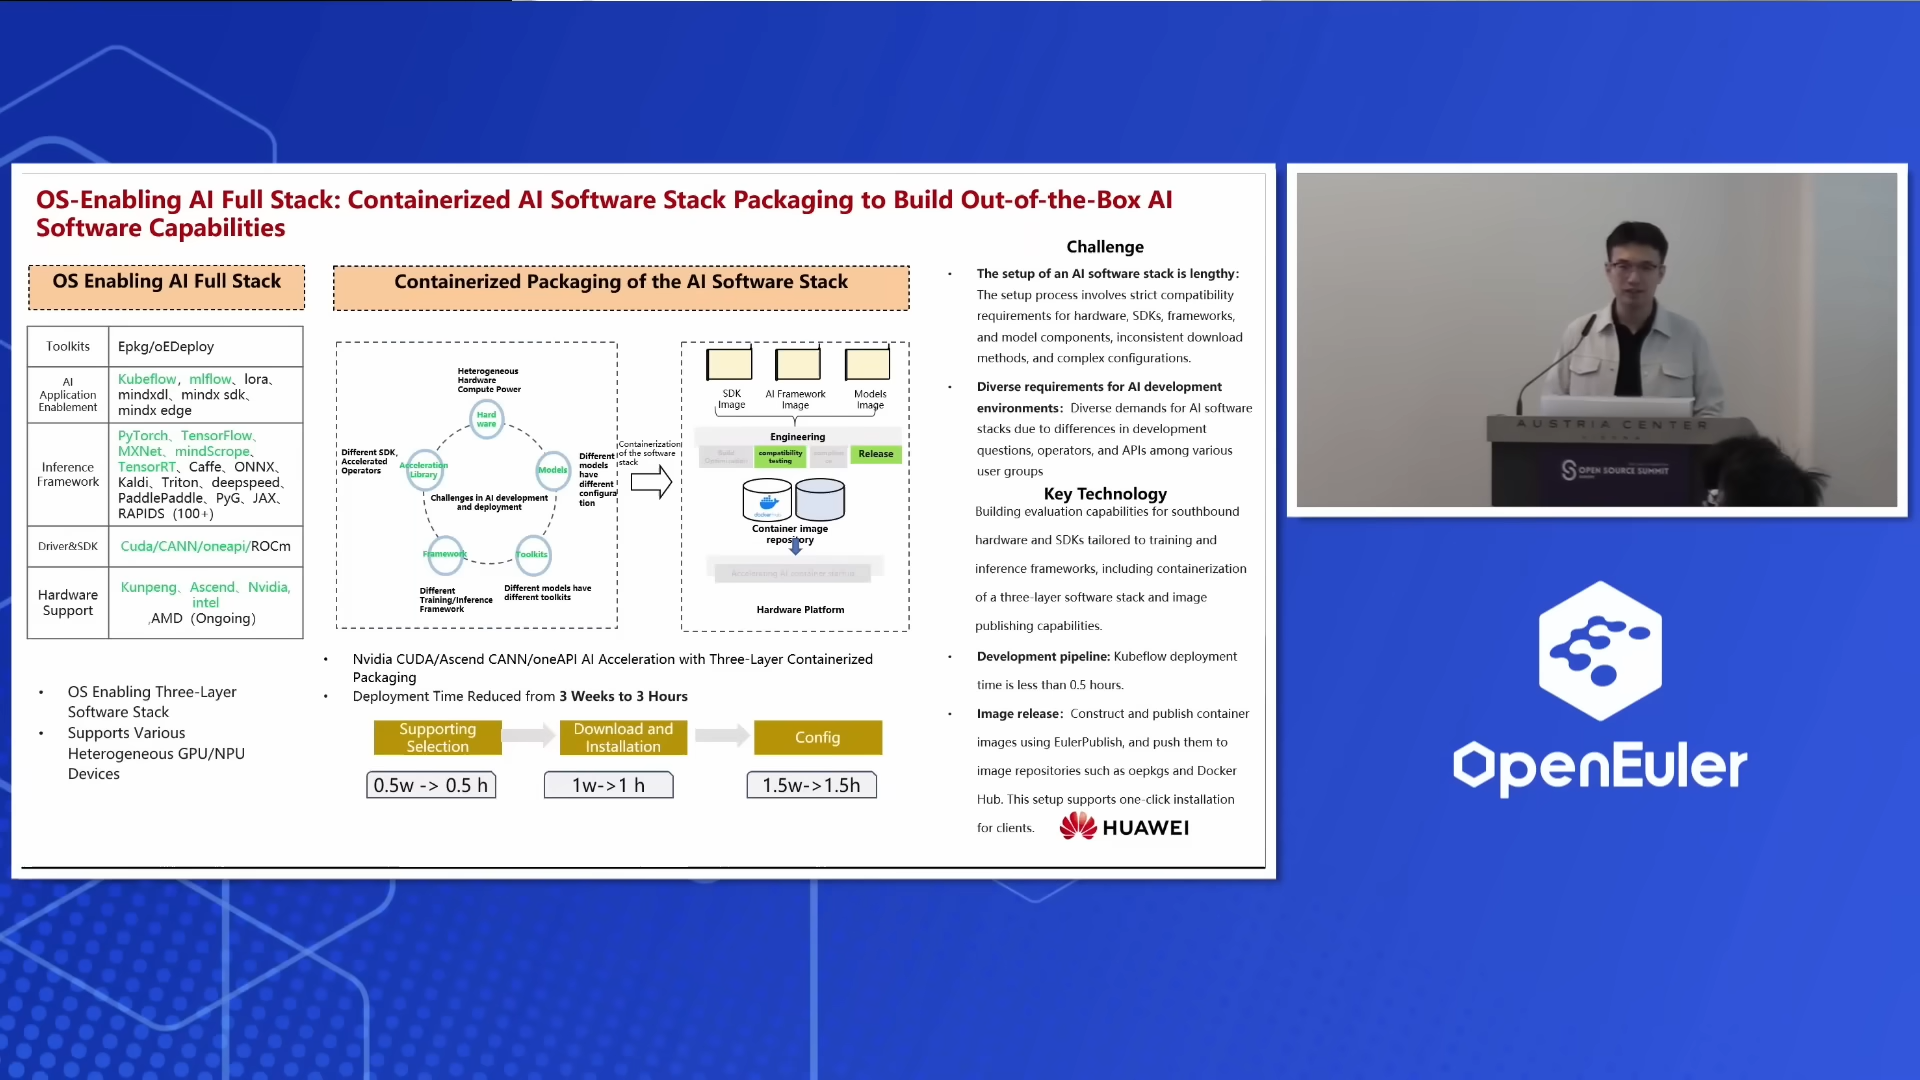 OS-Enabling AI Full Stack: Containerized AI Software Stack Packaging to Build Out-of-the-Box AI
Software Capabilities
OS Enabling AI Full Stack
Toolkits
Epkg/oEDeploy
AI
Application
Enablement
Kubeflow，mlflow、lora、
mindxdl、mindx sdk、
mindx edge
Inference
Framework
PyTorch、TensorFlow、
MXNet、mindScrope、
TensorRT、Caffe、ONNX、
Kaldi、Triton、deepspeed、
PaddlePaddle、PyG、JAX、
RAPIDS（100+）
Driver&SDK
Cuda/CANN/oneapi/ROCm
Hardware
Support
Kunpeng、Ascend、Nvidia,
intel
,AMD（Ongoing）
• OS Enabling Three-Layer
Software Stack
• Supports Various
Heterogeneous GPU/NPU
Devices
Containerized Packaging of the AI Software Stack
Heterogeneous
Hardware
Compute Power
Hard
ware
Different SDK,
Accelerated
Operators
Acceleration
Library
Models
Different
models
have
different
configura
tion
Challenges in AI development
and deployment
Framework
Toolkits
Different
Training/Inference
Framework
Different models have
different toolkits
Containerization
of the software
stack
SDK
Image
AI Framework
Image
Models
Image
Engineering
compatibility
testing
Release
Container image
repository
Hardware Platform
• Nvidia CUDA/Ascend CANN/oneAPI AI Acceleration with Three-Layer Containerized
Packaging
• Deployment Time Reduced from 3 Weeks to 3 Hours
Supporting
Selection
Download and
Installation
Config
0.5w -> 0.5 h
1w->1 h
1.5w->1.5h
Challenge
• The setup of an AI software stack is lengthy:
The setup process involves strict compatibility
requirements for hardware, SDKs, frameworks,
and model components, inconsistent download
methods, and complex configurations.
• Diverse requirements for AI development
environments：Diverse demands for AI software
stacks due to differences in development
questions, operators, and APIs among various
user groups
Key Technology
Building evaluation capabilities for southbound
hardware and SDKs tailored to training and
inference frameworks, including containerization
of a three-layer software stack and image
publishing capabilities.
• Development pipeline: Kubeflow deployment
time is less than 0.5 hours.
• Image release：Construct and publish container
images using EulerPublish, and push them to
image repositories such as oepkgs and Docker
Hub. This setup supports one-click installation
for clients.
HUAWEI
AUSTRIA CENTER
OPEN SOURCE SUMMIT
OpenEuler